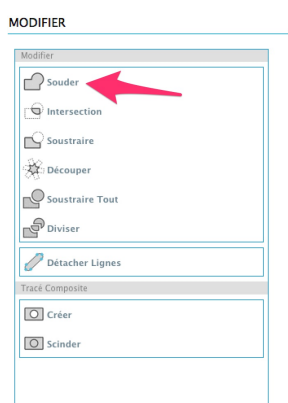 MODIFIER
Modifier
Souder
Intersection
Soustraire
Découper
Soustraire Tout
Diviser
Détacher Lignes
Tracé Composite
Créer
Scinder